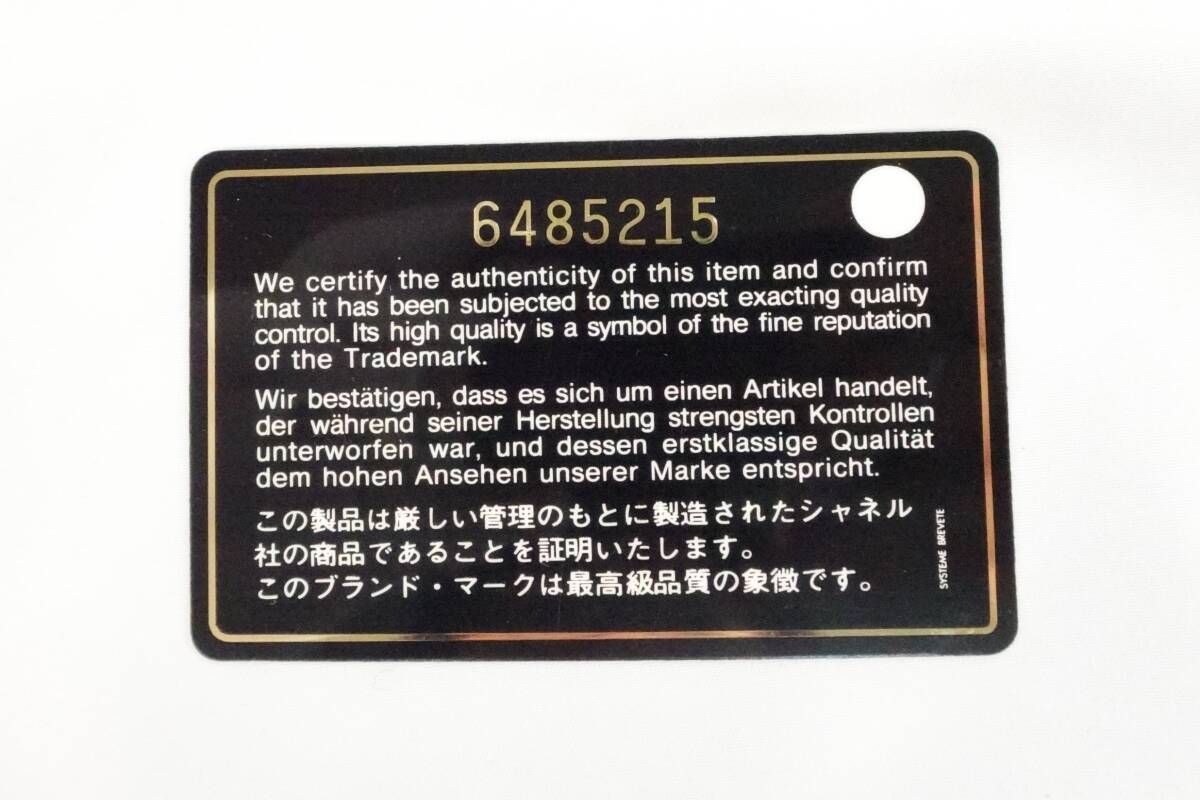 6485215
We certify the authenticity of this item and confirm
that it has been subjected to the most exacting quality
control. Its high quality is a symbol of the fine reputation
of the Trademark.
Wir bestätigen, dass es sich um einen Artikel handelt,
der während seiner Herstellung strengsten Kontrollen
unterworfen war, und dessen erstklassige Qualität
dem hohen Ansehen unserer Marke entspricht.
この製品は厳しい管理のもとに製造されたシャネル
社の商品であることを証明いたします。
このブランド・マークは最高級品質の象徴です。
SYSTEME BREVETE